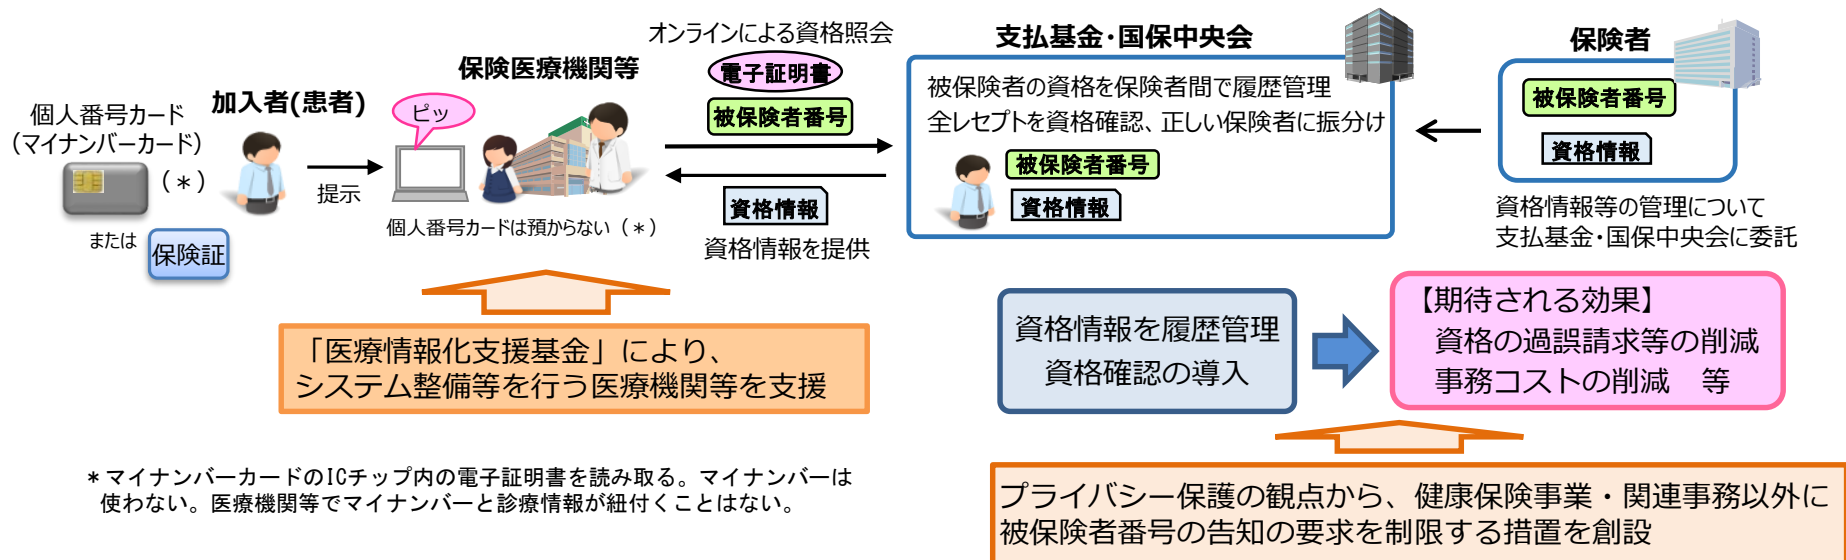 個人番号カード
（マイナンバーカード）
（＊）
または
保険証
加入者(患者)
提示
保険医療機関等
ピッ
個人番号カードは預からない（＊）
オンラインによる資格照会
電子証明書
被保険者番号
資格情報
資格情報を提供
支払基金・国保中央会
被保険者の資格を保険者間で履歴管理
全レセプトを資格確認、正しい保険者に振分け
被保険者番号
資格情報
保険者
被保険者番号
資格情報
資格情報等の管理について
支払基金・国保中央会に委託
「医療情報化支援基金」により、
システム整備等を行う医療機関等を支援
資格情報を履歴管理
資格確認の導入
【期待される効果】
資格の過誤請求等の削減
事務コストの削減　等
＊マイナンバーカードのICチップ内の電子証明書を読み取る。マイナンバーは
使わない。医療機関等でマイナンバーと診療情報が紐付くことはない。
プライバシー保護の観点から、健康保険事業・関連事務以外に
被保険者番号の告知の要求を制限する措置を創設